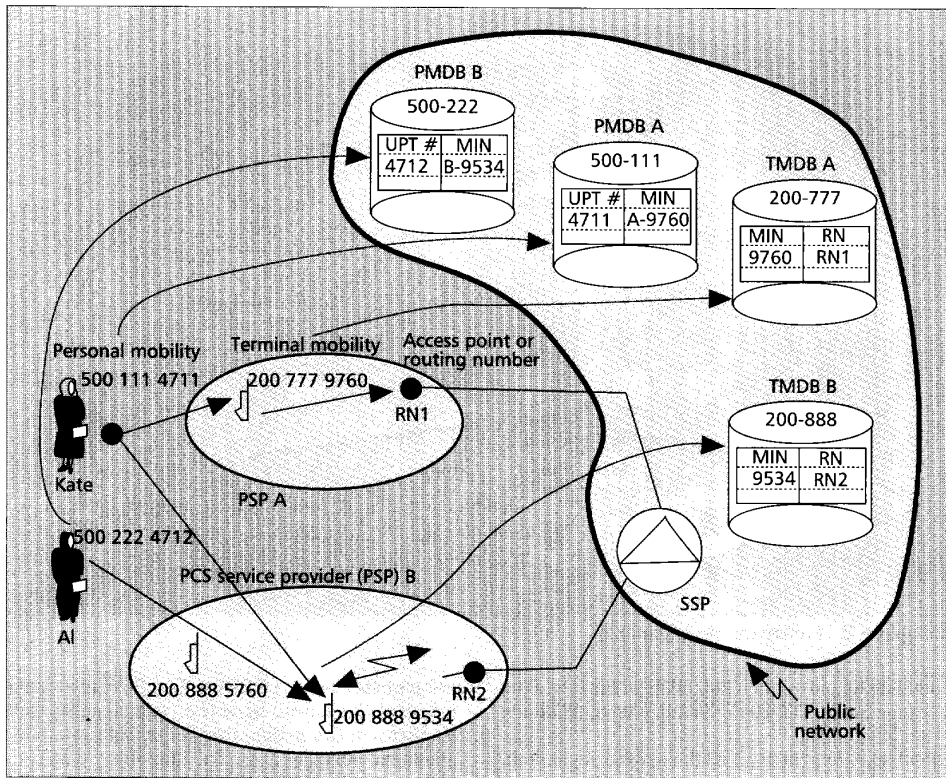 PMDB B
500-222
UPT # MIN
4712 B-9534
PMDB A
500-111
UPT # MIN
4711 A-9760
TMDB A
200-777
MIN RN
9760 RN1
Personal mobility
500 111 4711
Kate
Terminal mobility
200 777 9760
Access point or
routing number
RN1
PSP A
TMDB B
200-888
MIN RN
9534 RN2
500 222 4712
Al
PCS service provider (PSP) B
200 888 5760
200 888 9534
RN2
SSP
Public
network